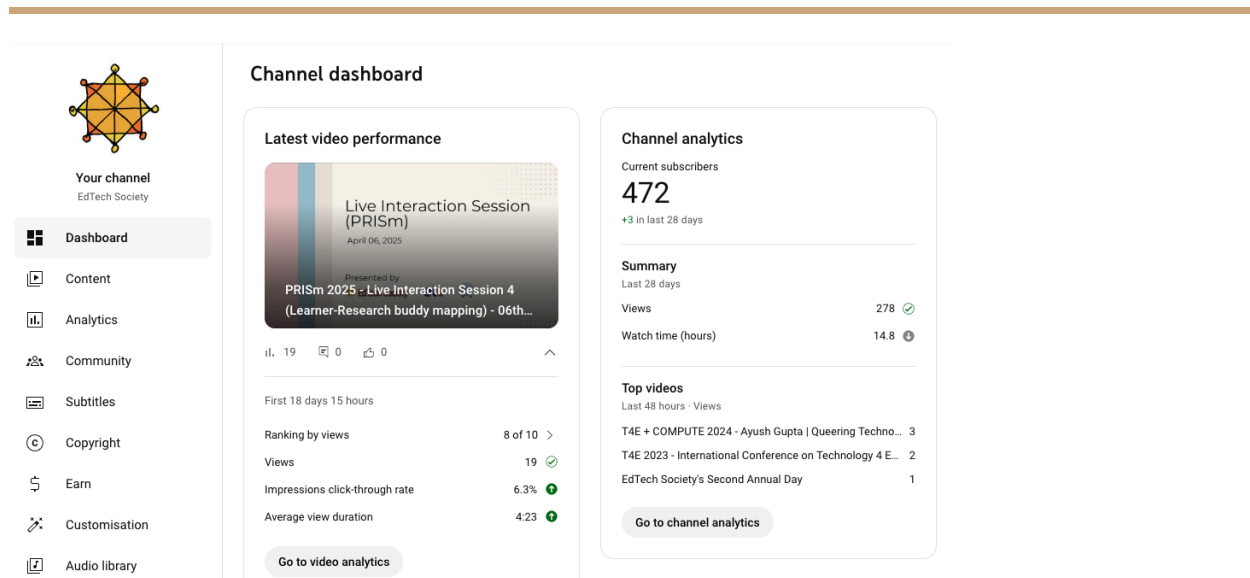 Your channel
EdTech Society
Dashboard
Content
Analytics
Community
Subtitles
Copyright
Earn
Customisation
Audio library
Channel dashboard
Latest video performance
Live Interaction Session
(PRISm)
April 06, 2025
Presented by
PRISm 2025 - Live Interaction Session 4
(Learner-Research buddy mapping) - 06th...
19 0 0
First 18 days 15 hours
Ranking by views 8 of 10
Views 19
Impressions click-through rate 6.3%
Average view duration 4:23
Go to video analytics
Channel analytics
Current subscribers
472
+3 in last 28 days
Summary
Last 28 days
Views 278
Watch time (hours) 14.8
Top videos
Last 48 hours · Views
T4E + COMPUTE 2024 - Ayush Gupta | Queering Techno... 3
T4E 2023 - International Conference on Technology 4 E... 2
EdTech Society's Second Annual Day 1
Go to channel analytics